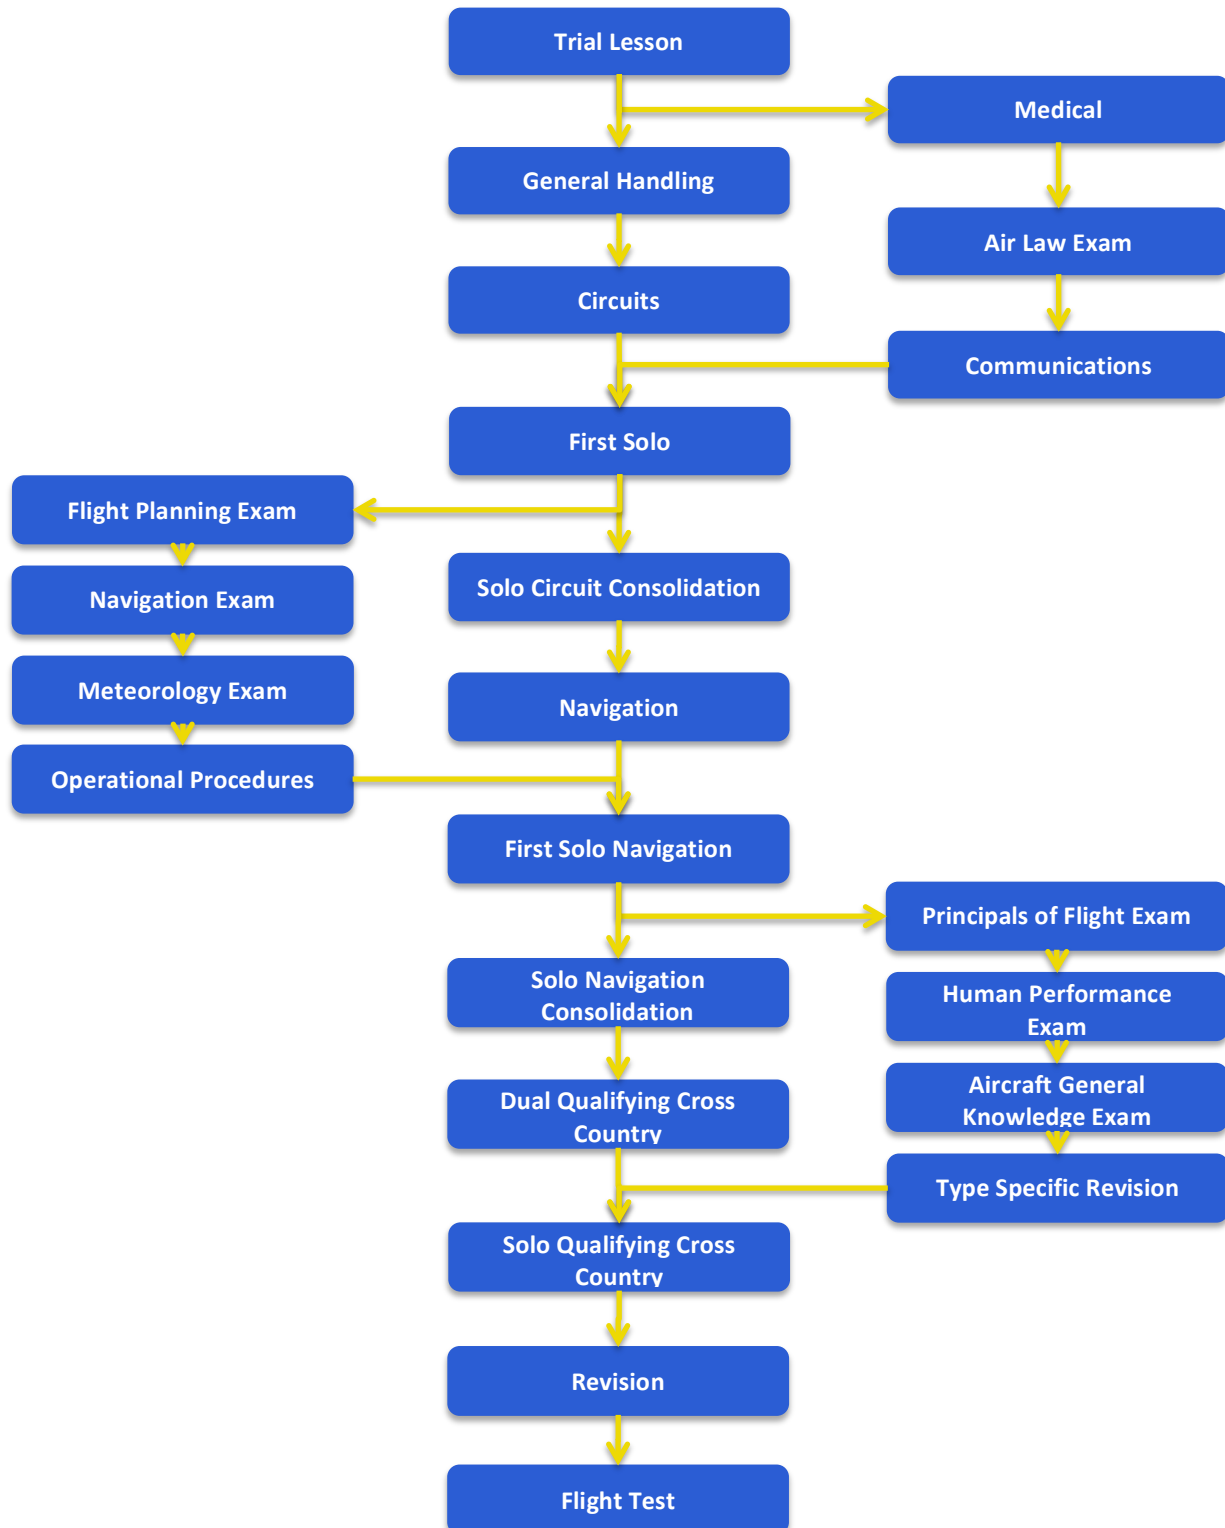 Trial Lesson
Medical
General Handling
Air Law Exam
Circuits
Communications
First Solo
Flight Planning Exam
Solo Circuit Consolidation
Navigation Exam
Meteorology Exam
Navigation
Operational Procedures
First Solo Navigation
Principals of Flight Exam
Solo Navigation
Consolidation
Human Performance
Exam
Dual Qualifying Cross
Country
Aircraft General
Knowledge Exam
Type Specific Revision
Solo Qualifying Cross
Country
Revision
Flight Test